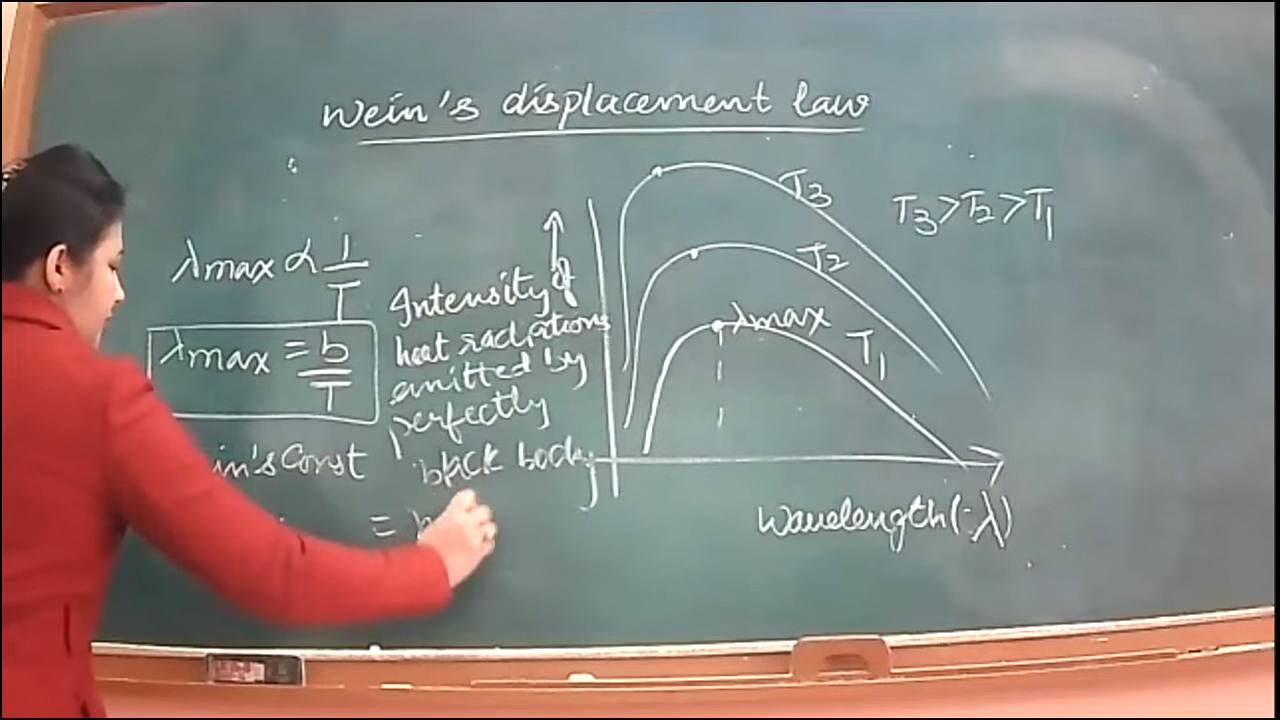 Wein's displacement law
λmax ∝ 1/T
λmax = b/T
in's Const
=
Intensity of
heat radiations
emitted by
perfectly
black body
T3
T2
λmax
T1
T3>T2>T1
Wavelength(λ)